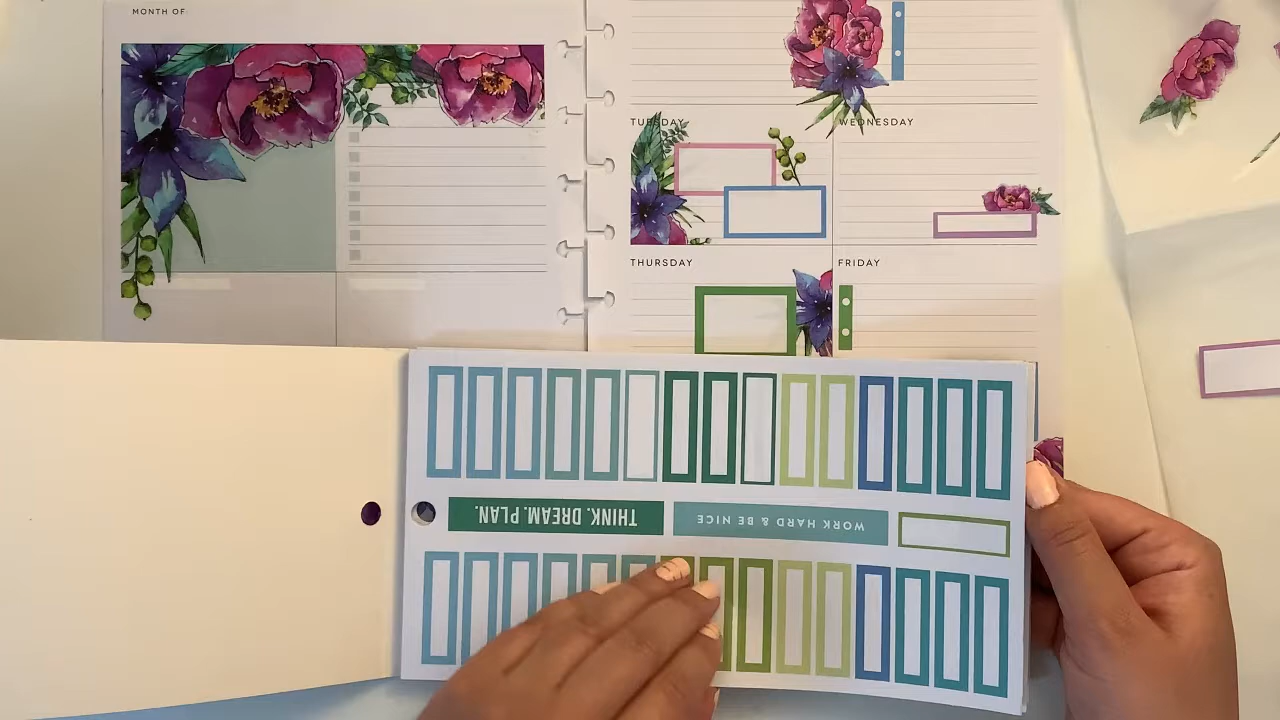 MONTH OF:
TUESDAY
WEDNESDAY
THURSDAY
FRIDAY
THINK. DREAM. PLAN.
WORK HARD & BE NICE